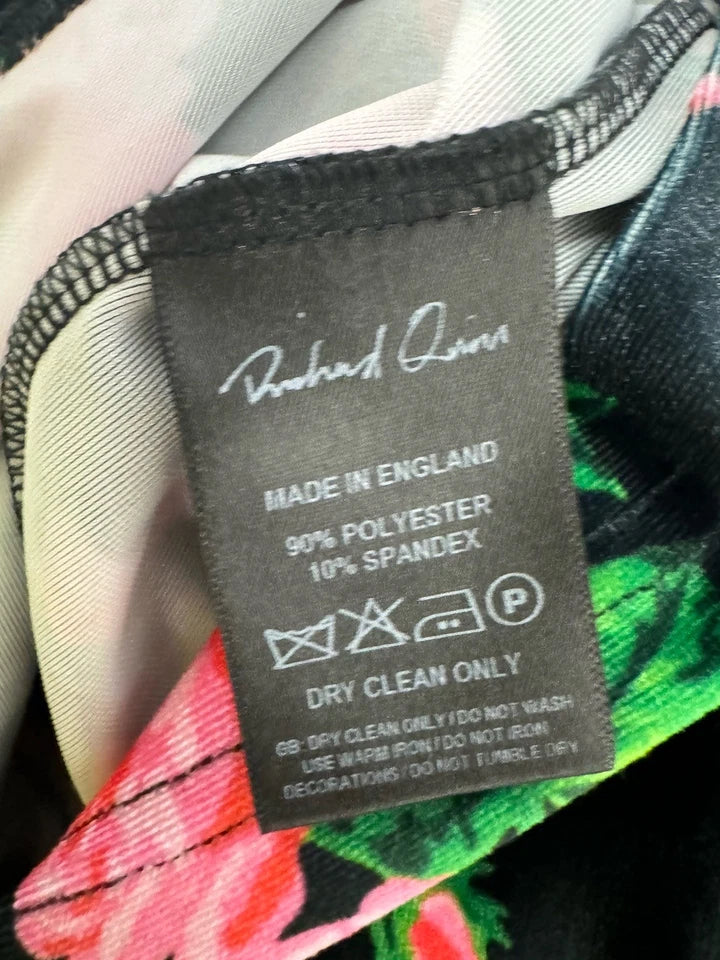 Richard Quinn
MADE IN ENGLAND
90% POLYESTER
10% SPANDEX
P
DRY CLEAN ONLY
GB: DRY CLEAN ONLY / DO NOT WASH
USE WARM IRON / DO NOT IRON
DECORATIONS / DO NOT TUMBLE DRY